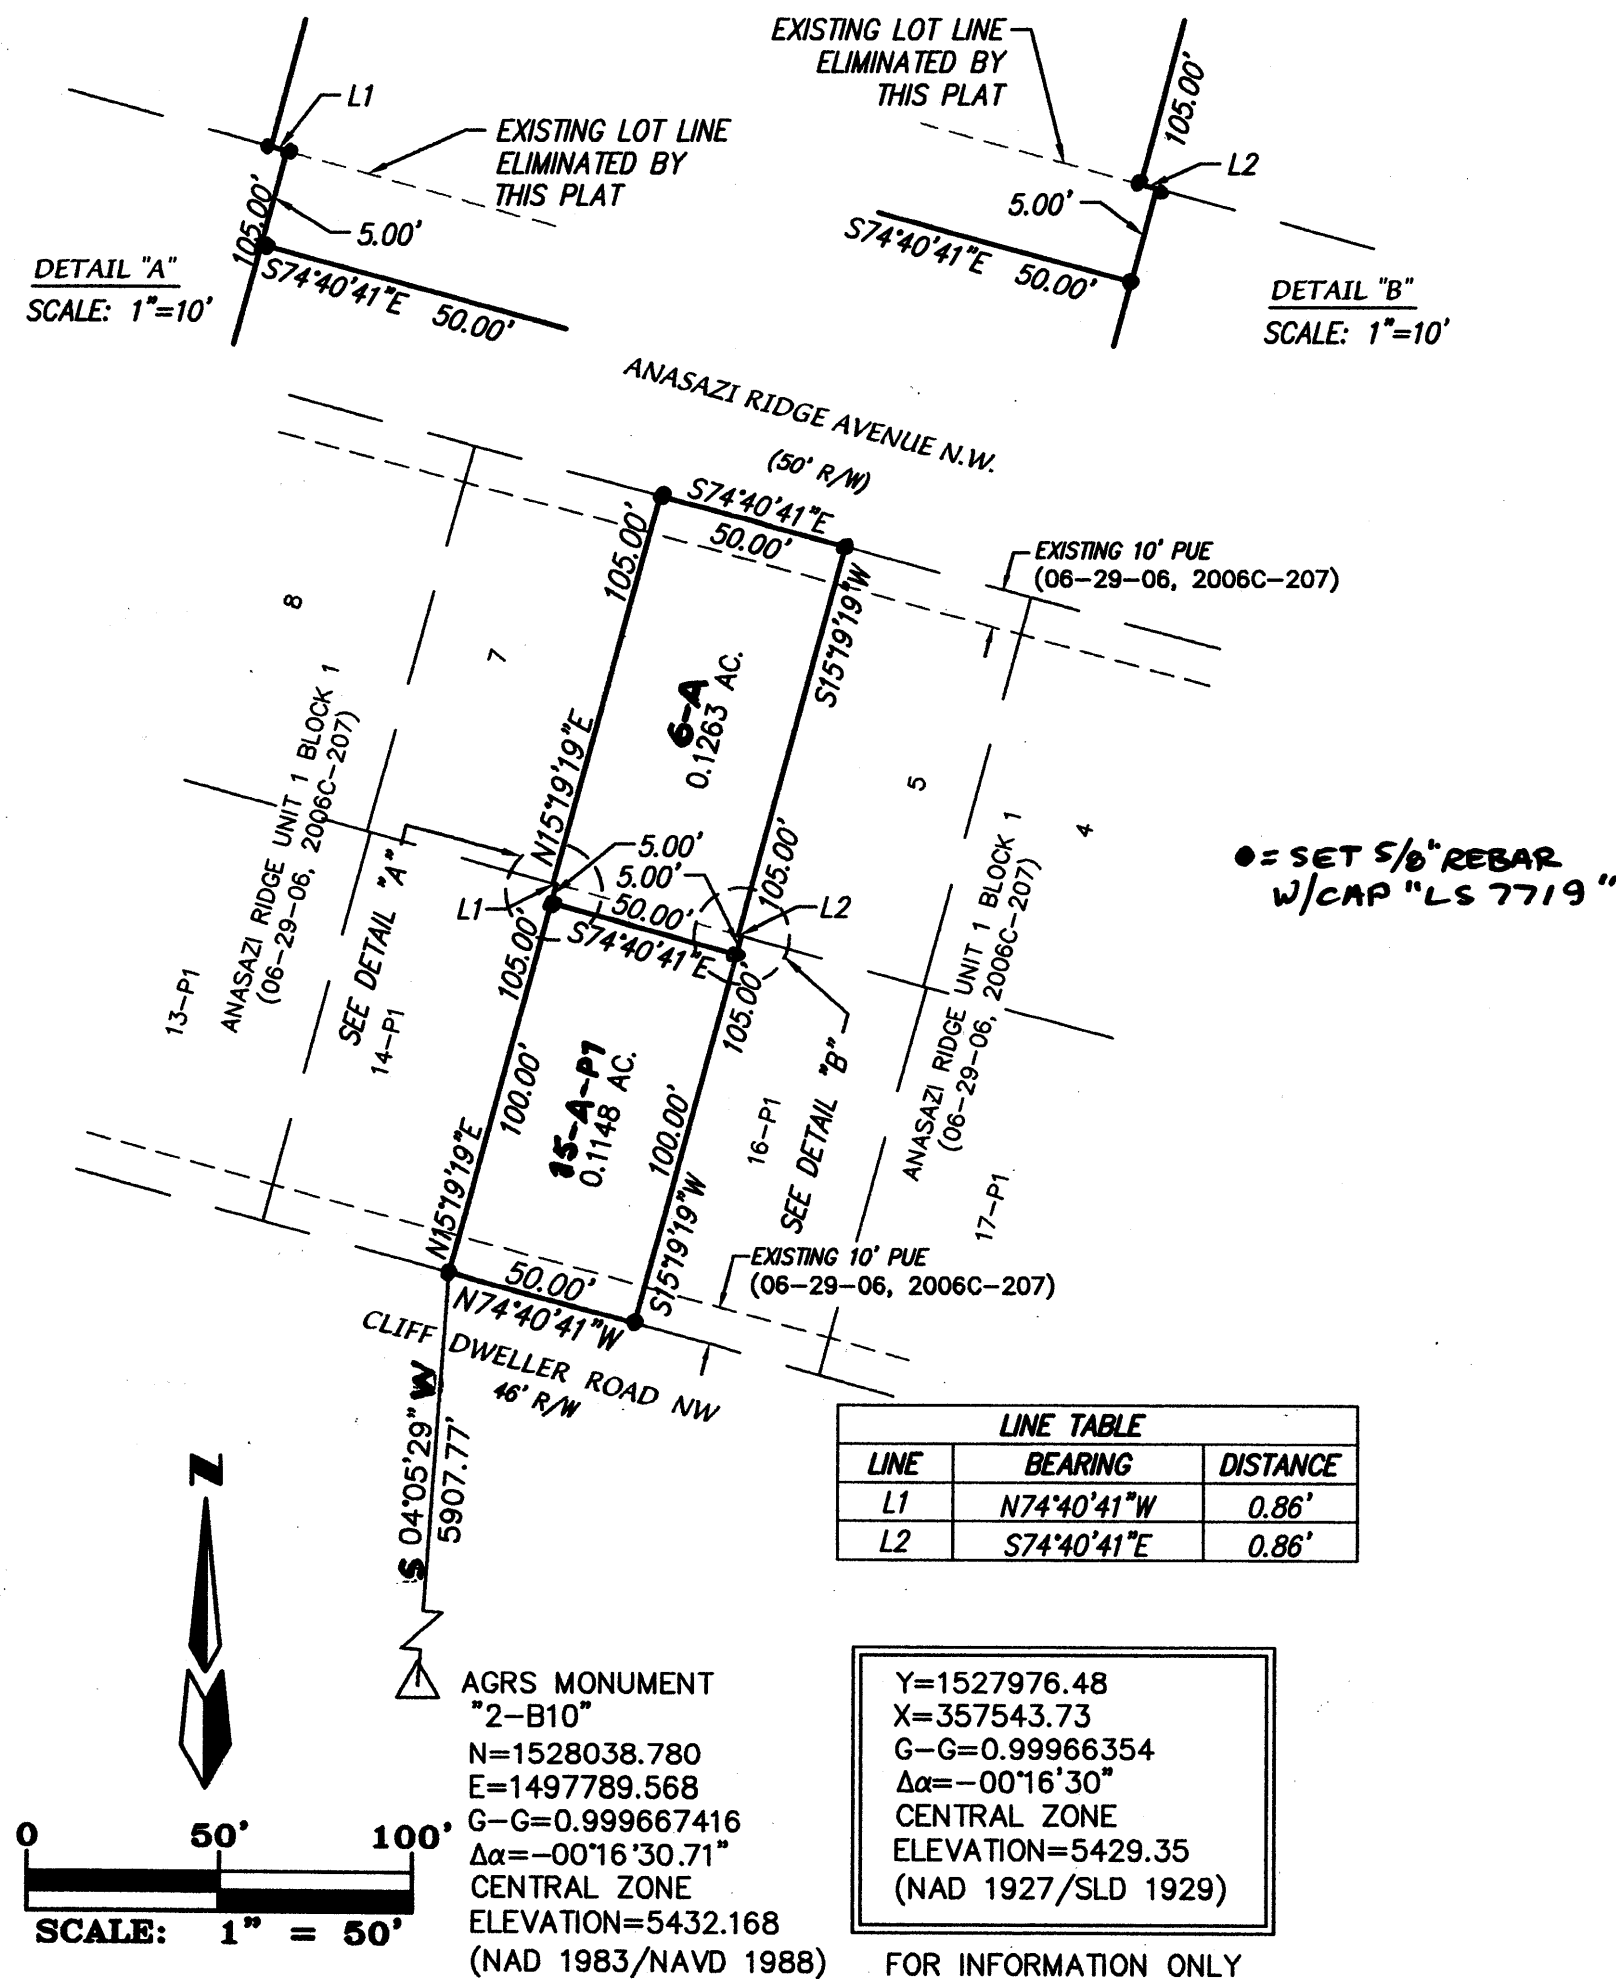 L1
EXISTING LOT LINE
ELIMINATED BY
THIS PLAT
105.00'
5.00'
S74°40'41"E 50.00'
DETAIL "A"
SCALE: 1"=10'
EXISTING LOT LINE
ELIMINATED BY
THIS PLAT
105.00'
L2
5.00'
S74°40'41"E 50.00'
DETAIL "B"
SCALE: 1"=10'
ANASAZI RIDGE AVENUE N.W.
(50' R/W)
S74°40'41"E
50.00'
EXISTING 10' PUE
(06-29-06, 2006C-207)
105.00'
S15°19'19"W
8
7
6-A
0.1263 AC.
5
4
N15°19'19"E
105.00'
ANASAZI RIDGE UNIT 1 BLOCK 1
(06-29-06, 2006C-207)
SEE DETAIL "A"
5.00'
5.00'
L1
L2
50.00'
S74°40'41"E
105.00'
105.00'
●= SET 5/8" REBAR
W/CAP "LS 7719"
13-P1
14-P1
ANASAZI RIDGE UNIT 1 BLOCK 1
(06-29-06, 2006C-207)
SEE DETAIL "B"
100.00'
15-A-P1
0.1148 AC.
100.00'
16-P1
17-P1
N15°19'19"E
S15°19'19"W
EXISTING 10' PUE
(06-29-06, 2006C-207)
50.00'
N74°40'41"W
CLIFF DWELLER ROAD NW
46' R/W
S 04°05'29" W
5907.77'
LINE TABLE
LINE BEARING DISTANCE
L1 N74°40'41"W 0.86'
L2 S74°40'41"E 0.86'
N
AGRS MONUMENT
"2-B10"
N=1528038.780
E=1497789.568
G-G=0.999667416
Δα=-00°16'30.71"
CENTRAL ZONE
ELEVATION=5432.168
(NAD 1983/NAVD 1988)
Y=1527976.48
X=357543.73
G-G=0.99966354
Δα=-00°16'30"
CENTRAL ZONE
ELEVATION=5429.35
(NAD 1927/SLD 1929)
FOR INFORMATION ONLY
0 50' 100'
SCALE: 1" = 50'